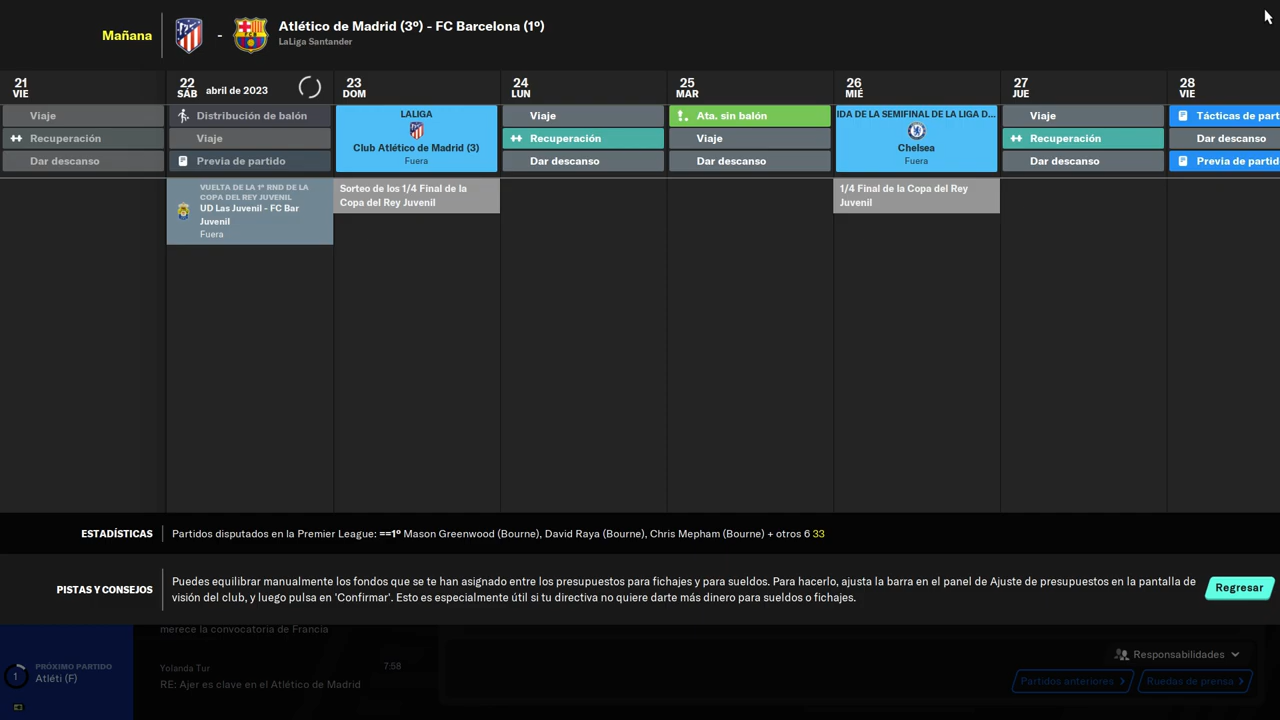 Mañana
Atlético de Madrid (3º) - FC Barcelona (1º)
LaLiga Santander
21
VIE
22
SÁB
abril de 2023
23
DOM
24
LUN
25
MAR
26
MIÉ
27
JUE
28
VIE
Viaje
Recuperación
Dar descanso
Distribución de balón
Viaje
Previa de partido
LALIGA
Club Atlético de Madrid (3)
Fuera
Viaje
Recuperación
Dar descanso
Ata. sin balón
Viaje
Dar descanso
IDA DE LA SEMIFINAL DE LA LIGA D...
Chelsea
Fuera
Viaje
Recuperación
Dar descanso
Tácticas de part
Dar descanso
Previa de partid
VUELTA DE LA 1ª RND DE LA
COPA DEL REY JUVENIL
UD Las Juvenil - FC Bar
Juvenil
Fuera
Sorteo de los 1/4 Final de la
Copa del Rey Juvenil
1/4 Final de la Copa del Rey
Juvenil
ESTADÍSTICAS
Partidos disputados en la Premier League: ==1º Mason Greenwood (Bourne), David Raya (Bourne), Chris Mepham (Bourne) + otros 6 33
PISTAS Y CONSEJOS
Puedes equilibrar manualmente los fondos que se te han asignado entre los presupuestos para fichajes y para sueldos. Para hacerlo, ajusta la barra en el panel de Ajuste de presupuestos en la pantalla de
visión del club, y luego pulsa en 'Confirmar'. Esto es especialmente útil si tu directiva no quiere darte más dinero para sueldos o fichajes.
Regresar
merece la convocatoria de Francia
1
PRÓXIMO PARTIDO
Atléti (F)
Yolanda Tur
7:58
RE: Ajer es clave en el Atlético de Madrid
Responsabilidades
Partidos anteriores
Ruedas de prensa